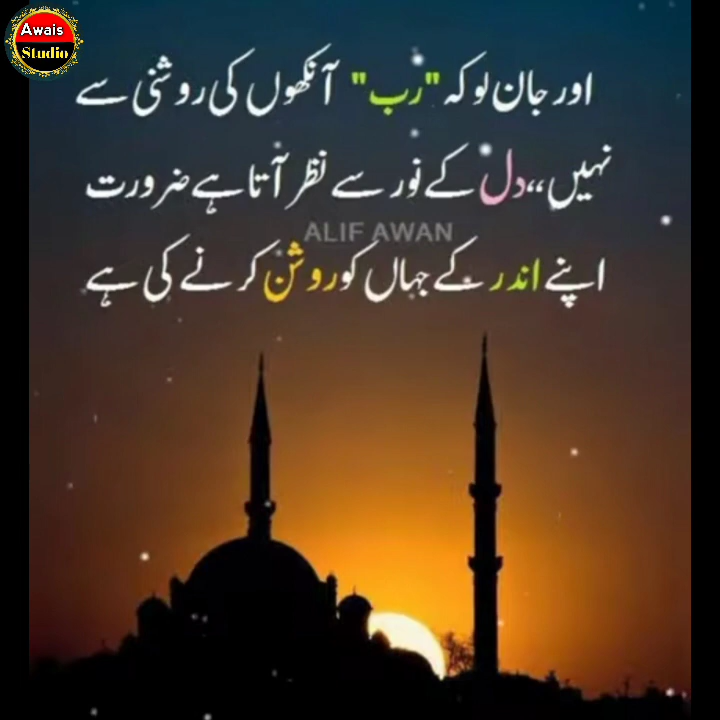 Awais
Studio
اور جان لو کہ "رب" آنکھوں کی روشنی سے
نہیں،،دل کے نور سے نظر آتا ہے ضرورت
ALIF AWAN
اپنے اندر کے جہاں کو روشن کرنے کی ہے